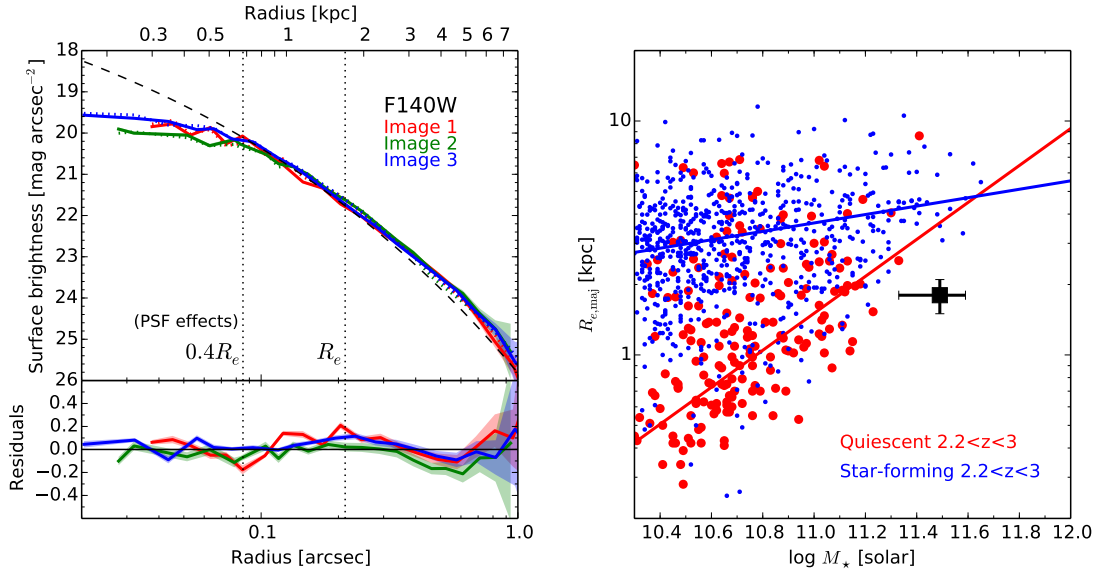 Radius [kpc]
0.3 0.5 1 2 3 4 5 6 7
18
19
20
21
22
23
24
25
26
Surface brightness [mag arcsec⁻²]
F140W
Image 1
Image 2
Image 3
(PSF effects)
0.4Rₑ Rₑ
0.4
0.2
0.0
−0.2
−0.4
Residuals
0.1 1.0
Radius [arcsec]
10
1
R_{e,maj} [kpc]
Quiescent 2.2<z<3
Star-forming 2.2<z<3
10.4 10.6 10.8 11.0 11.2 11.4 11.6 11.8 12.0
log M⋆ [solar]